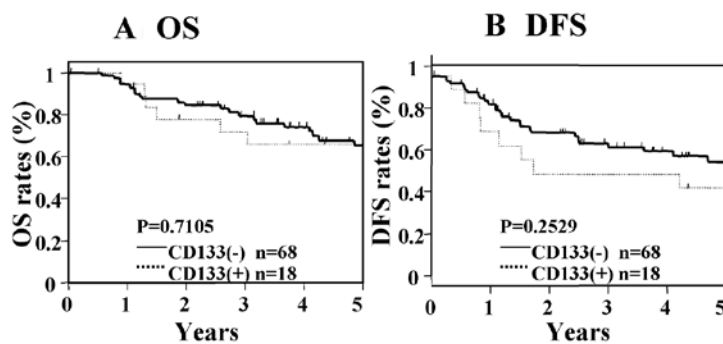 A OS
OS rates (%)
1
0.8
0.6
0.4
0.2
0
P=0.7105
CD133(-) n=68
CD133(+) n=18
0 1 2 3 4 5
Years
B DFS
DFS rates (%)
1
0.8
0.6
0.4
0.2
0
P=0.2529
CD133(-) n=68
CD133(+) n=18
0 1 2 3 4 5
Years